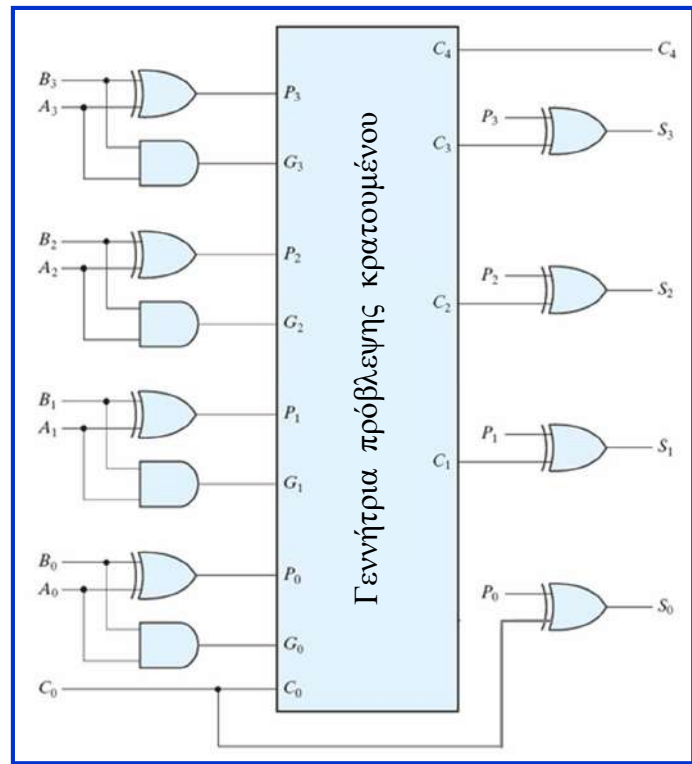 C₄ C₄
B₃
A₃
P₃
G₃
C₃
P₃
S₃
B₂
A₂
P₂
G₂
C₂
P₂
S₂
B₁
A₁
P₁
G₁
C₁
P₁
S₁
B₀
A₀
P₀
G₀
P₀
S₀
C₀ C₀
Γεννήτρια πρόβλεψης κρατουμένου